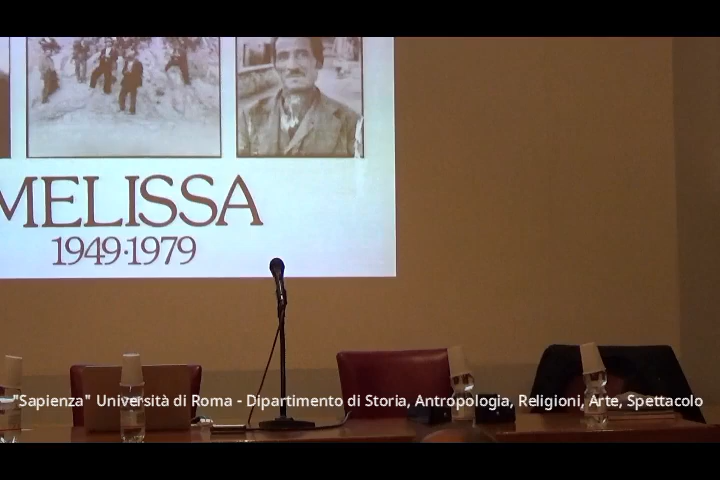 MELISSA
1949·1979
"Sapienza" Università di Roma - Dipartimento di Storia, Antropologia, Religioni, Arte, Spettacolo